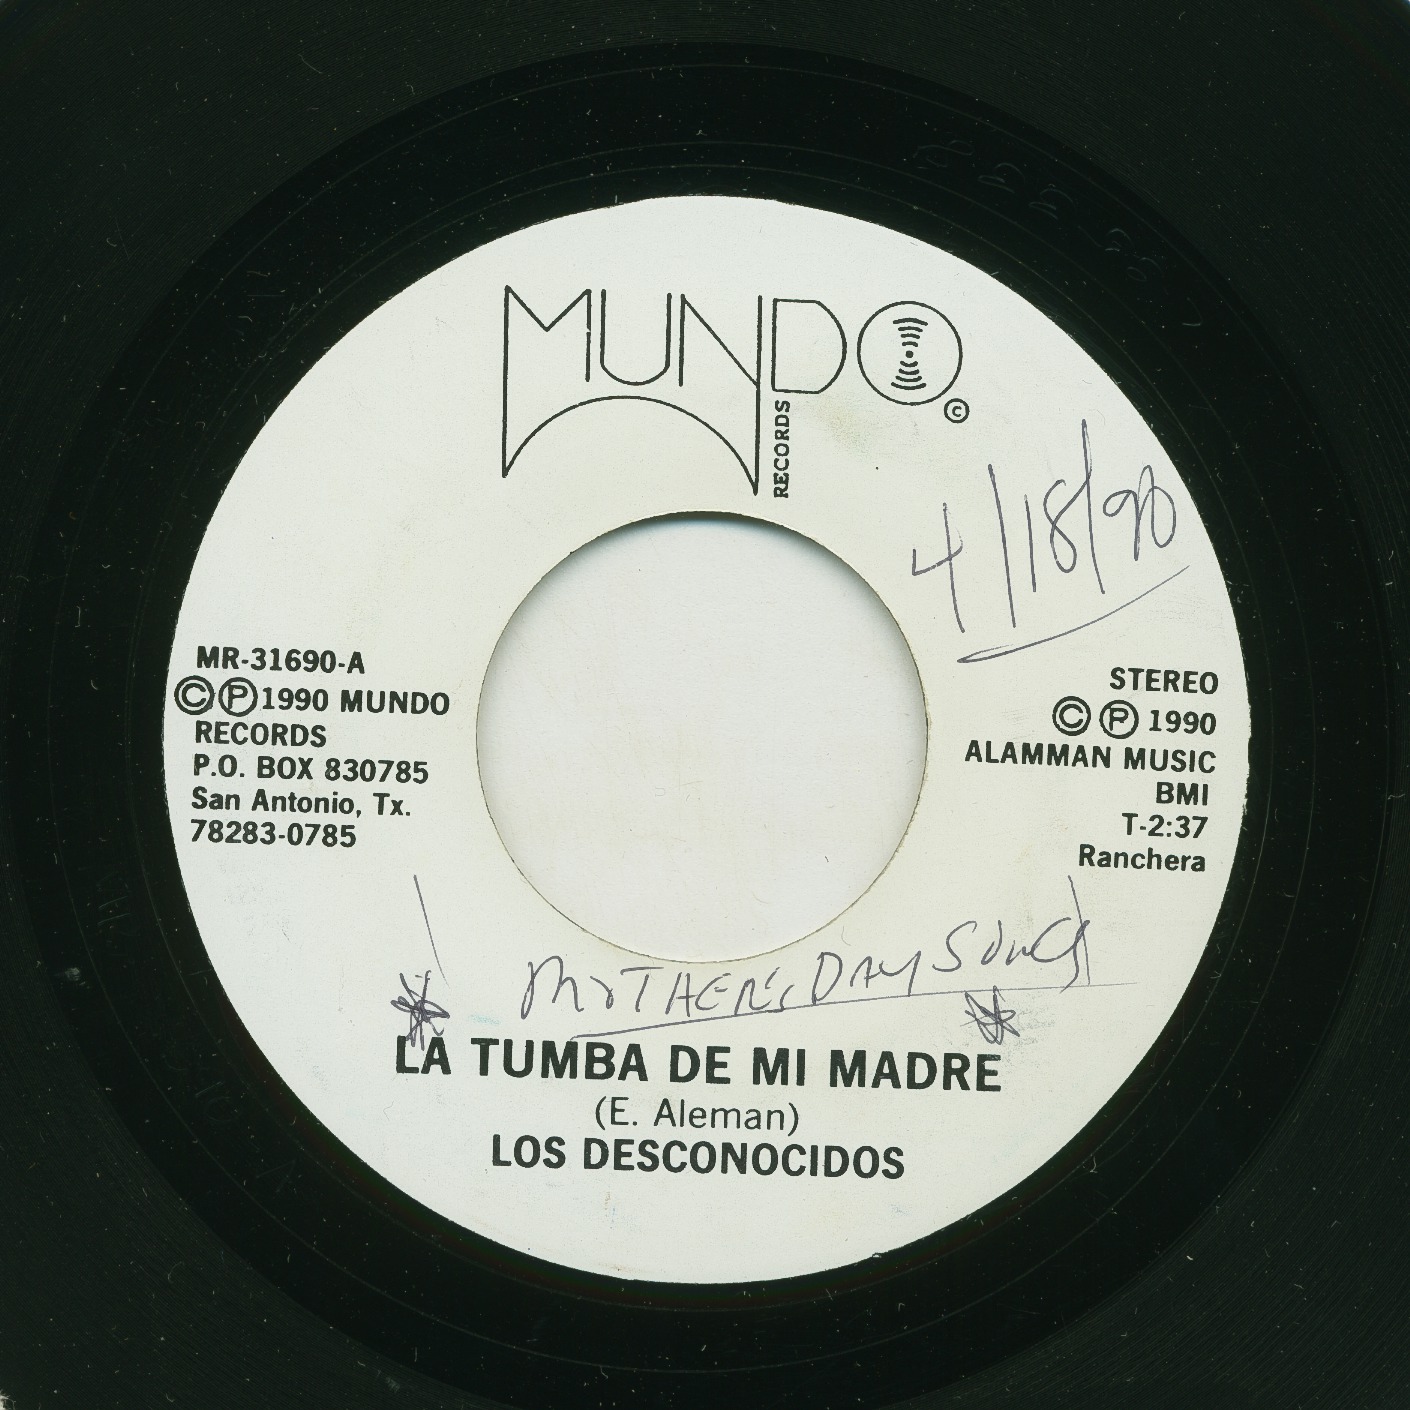 MUNDO
RECORDS
©
4/18/90
MR-31690-A
©℗1990 MUNDO
RECORDS
P.O. BOX 830785
San Antonio, Tx.
78283-0785
STEREO
©℗ 1990
ALAMMAN MUSIC
BMI
T-2:37
Ranchera
MOTHER'S DAY SONG
LA TUMBA DE MI MADRE
(E. Aleman)
LOS DESCONOCIDOS